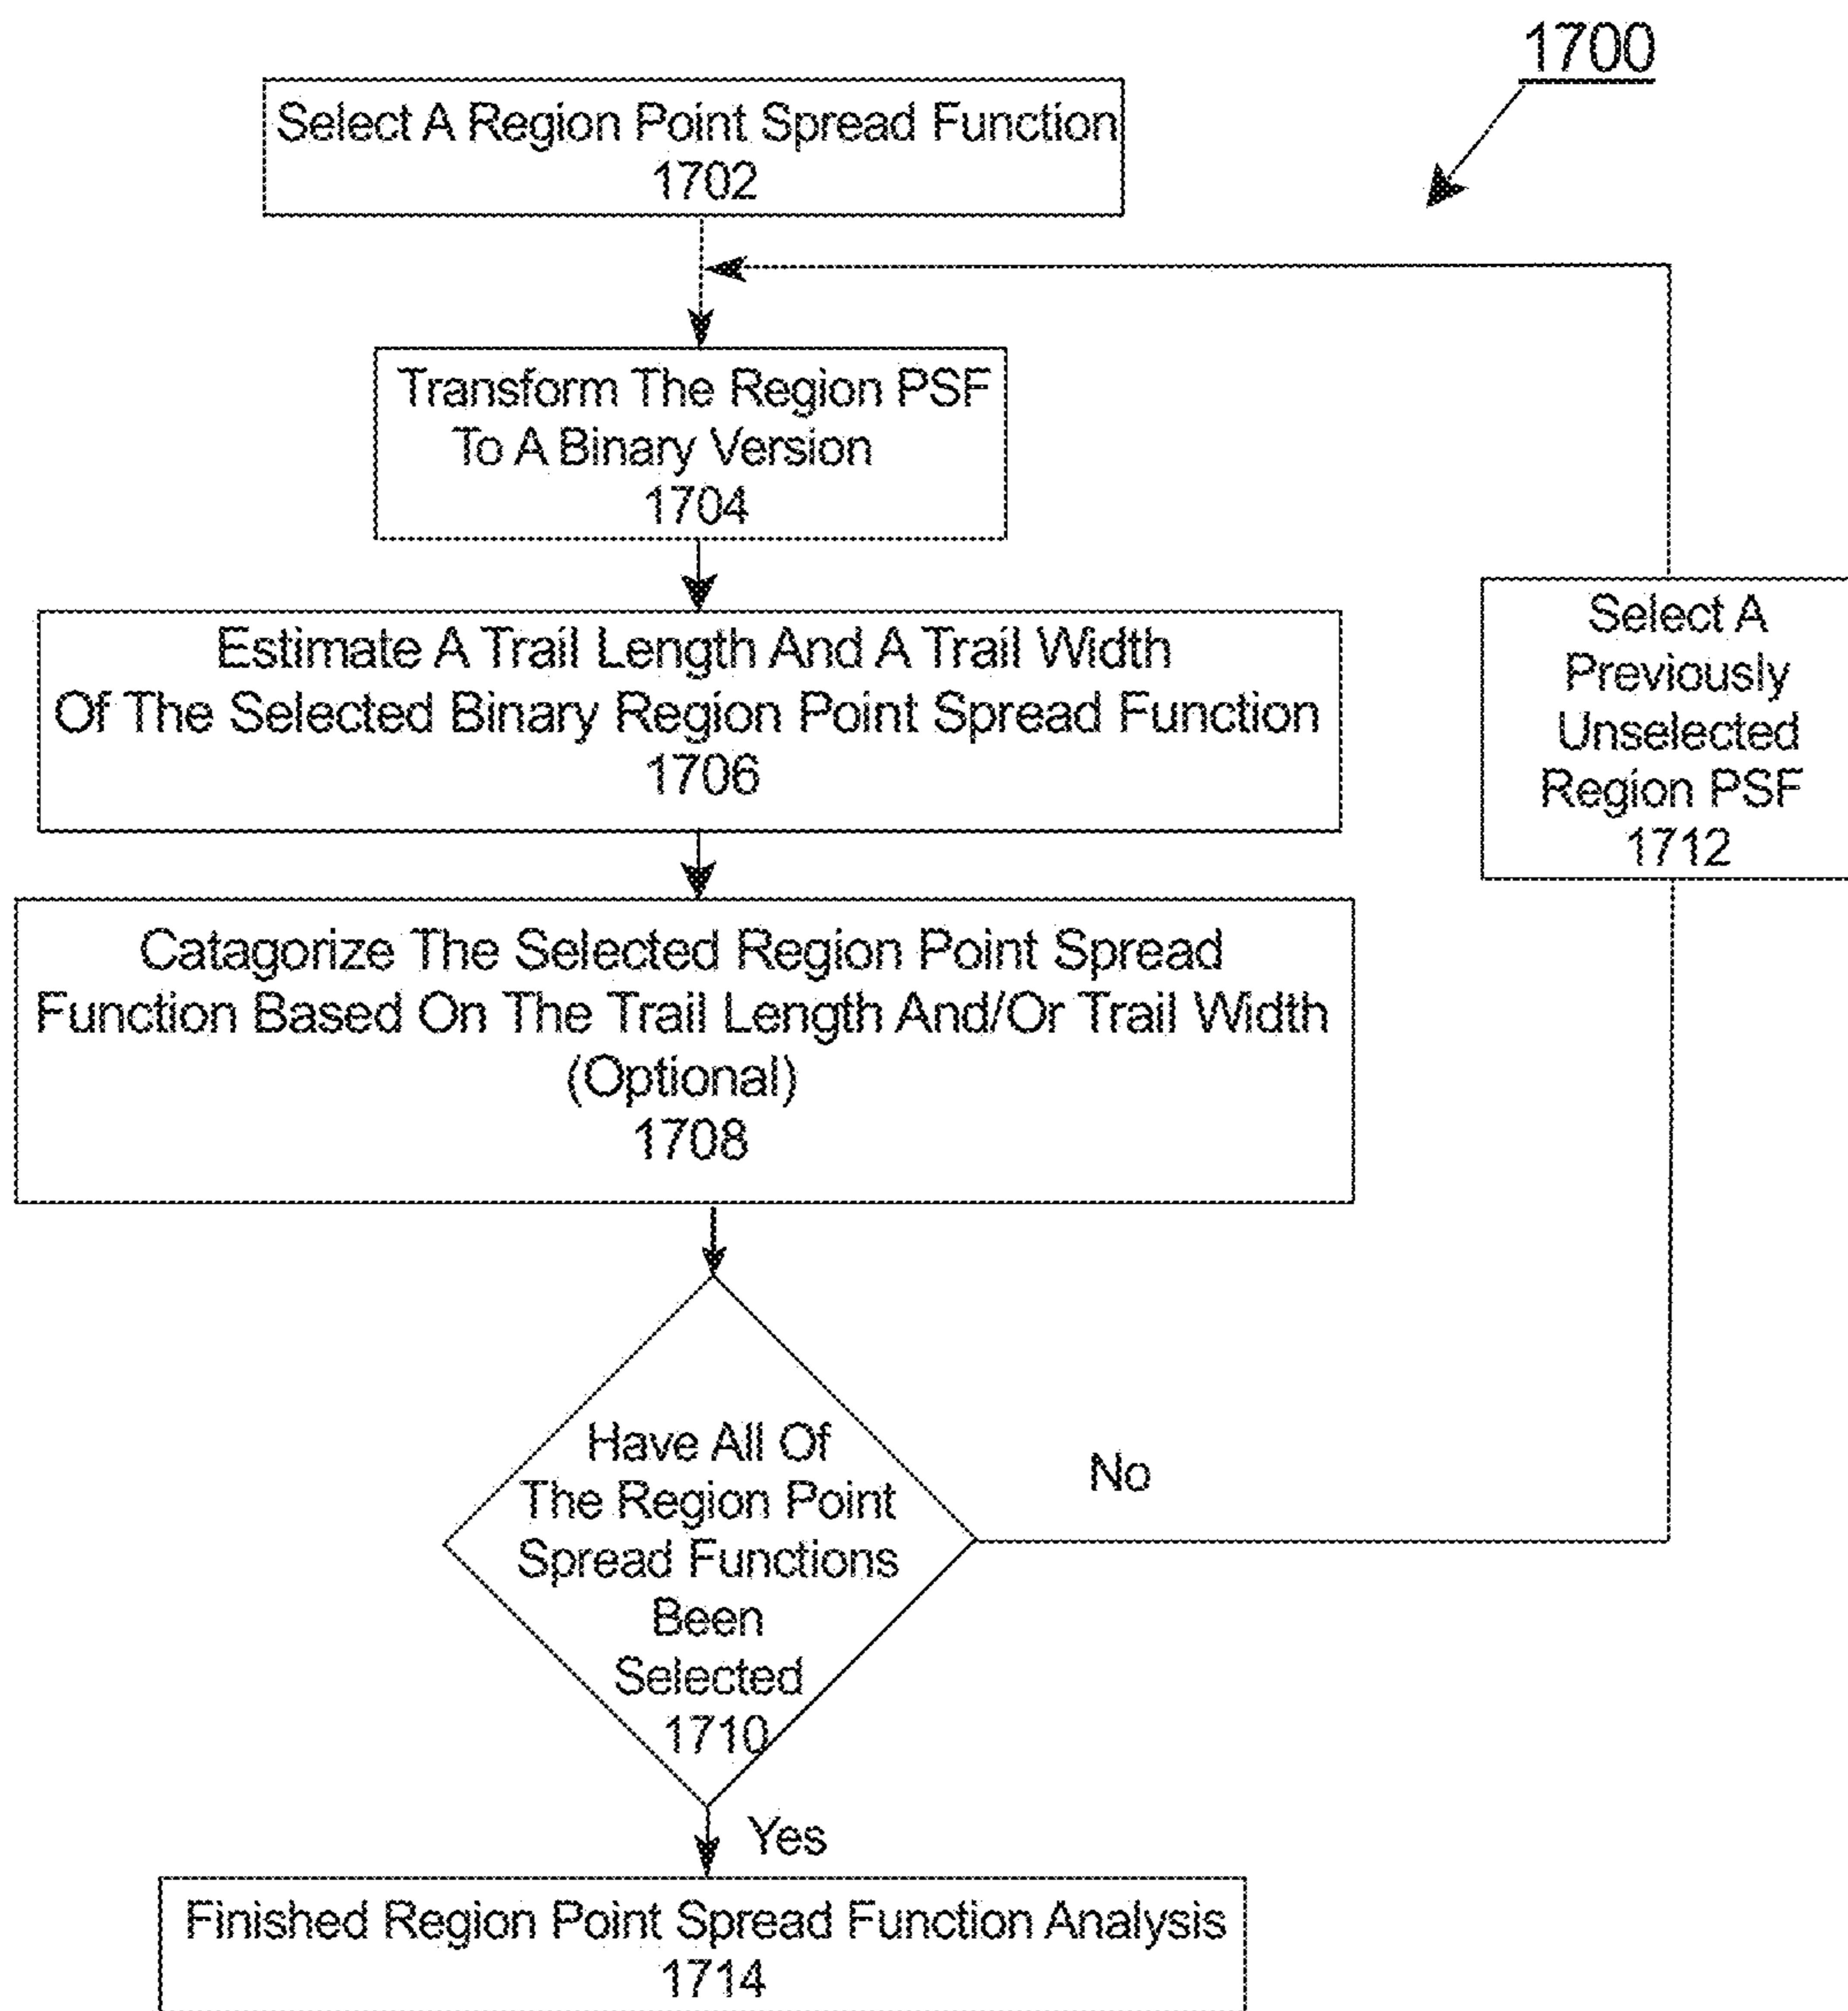 1700
Select A Region Point Spread Function
1702
Transform The Region PSF
To A Binary Version
1704
Estimate A Trail Length And A Trail Width
Of The Selected Binary Region Point Spread Function
1706
Select A
Previously
Unselected
Region PSF
1712
Catagorize The Selected Region Point Spread
Function Based On The Trail Length And/Or Trail Width
(Optional)
1708
Have All Of
The Region Point
Spread Functions
Been
Selected
1710
No
Yes
Finished Region Point Spread Function Analysis
1714